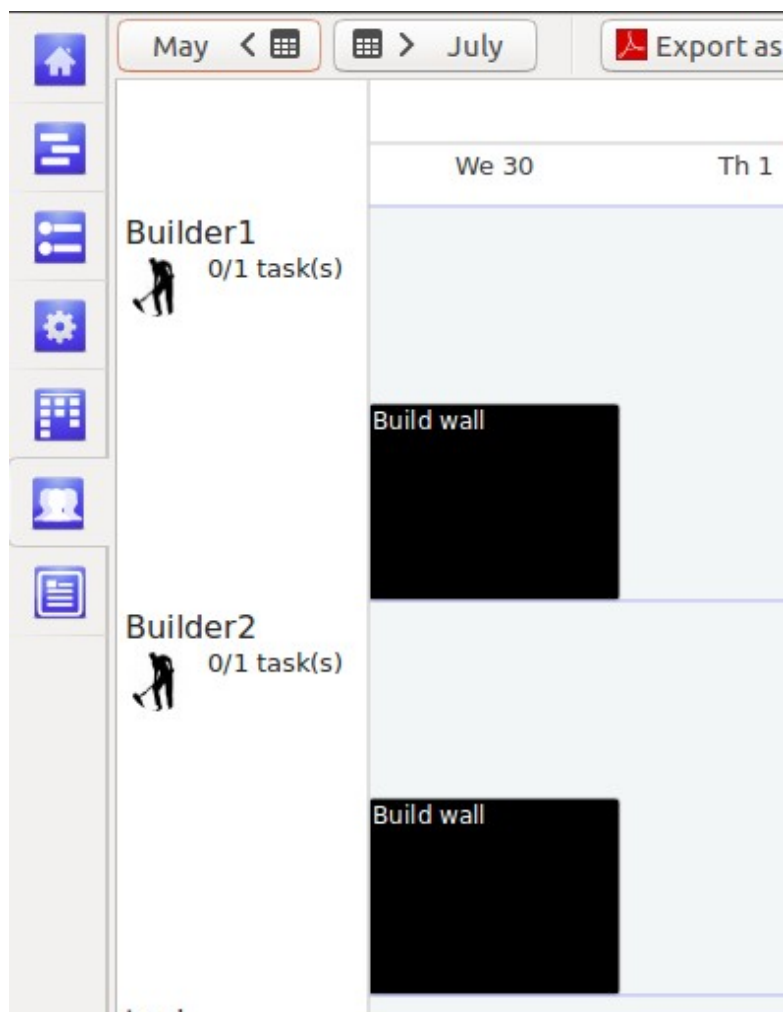 May
July
Export as
We 30 Th 1
Builder1
0/1 task(s)
Build wall
Builder2
0/1 task(s)
Build wall